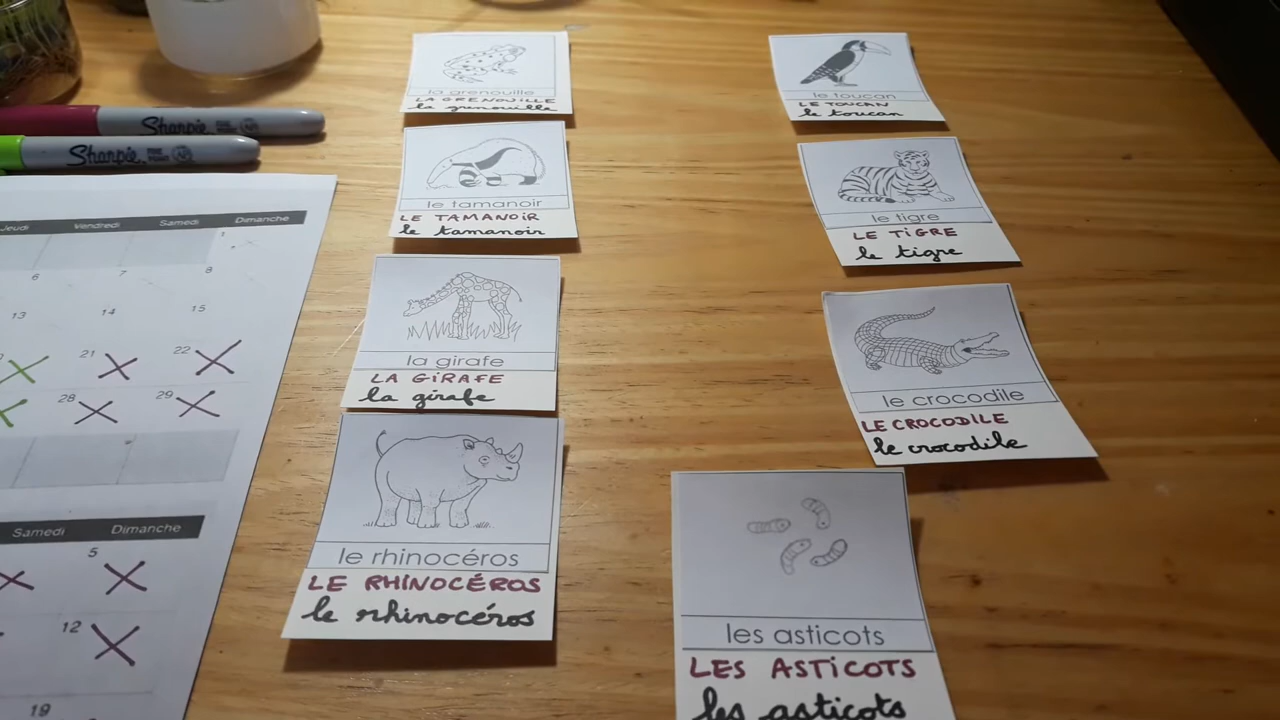 la grenouille
LA GRENOUILLE
la grenouille
le toucan
LE TOUCAN
le toucan
Sharpie
Sharpie
le tamanoir
LE TAMANOIR
le tamanoir
le tigre
LE TIGRE
le tigre
Jeudi Vendredi Samedi Dimanche
1
6 7 8
13 14 15
21 22
28 29
la girafe
LA GIRAFE
la girafe
le crocodile
LE CROCODILE
le crocodile
le rhinocéros
LE RHINOCÉROS
le rhinocéros
les asticots
LES ASTICOTS
les asticots
Samedi Dimanche
5
12
19